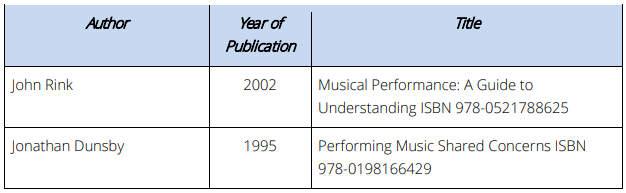 Author Year of Publication Title
John Rink 2002 Musical Performance: A Guide to
Understanding ISBN 978-0521788625
Jonathan Dunsby 1995 Performing Music Shared Concerns ISBN
978-0198166429